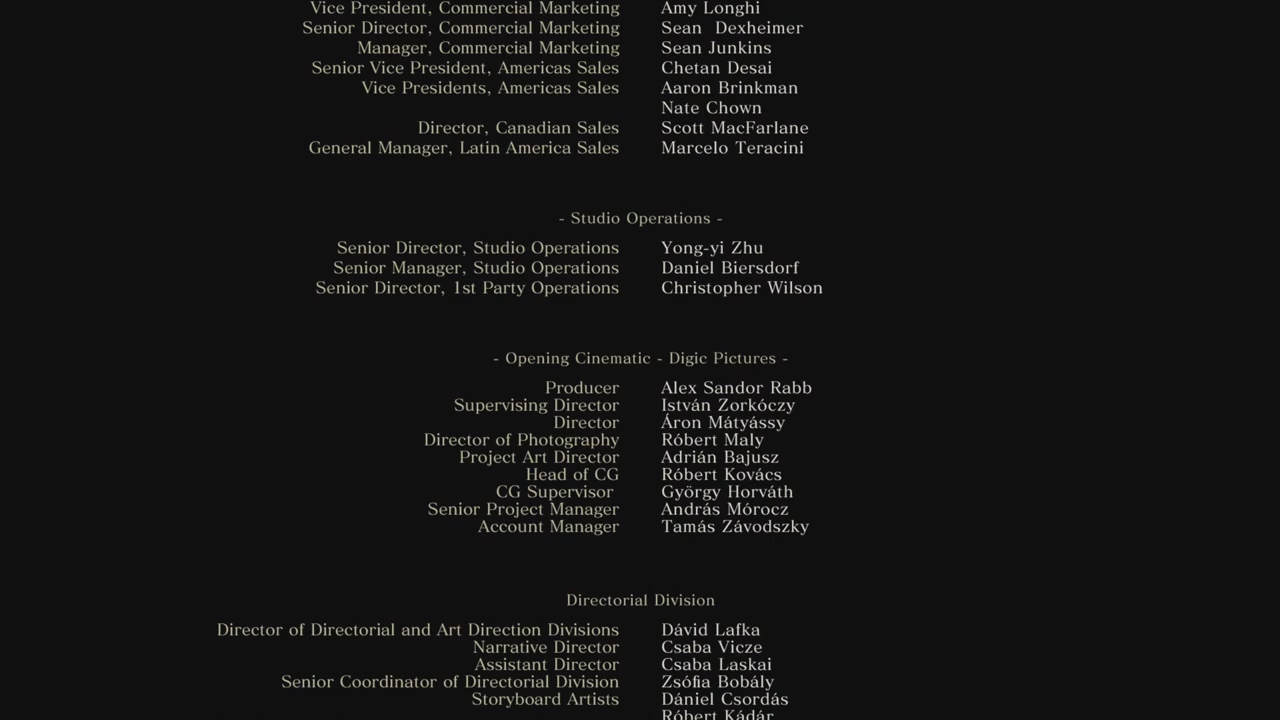 Vice President, Commercial Marketing Amy Longhi
Senior Director, Commercial Marketing Sean Dexheimer
Manager, Commercial Marketing Sean Junkins
Senior Vice President, Americas Sales Chetan Desai
Vice Presidents, Americas Sales Aaron Brinkman
Nate Chown
Director, Canadian Sales Scott MacFarlane
General Manager, Latin America Sales Marcelo Teracini
- Studio Operations -
Senior Director, Studio Operations Yong-yi Zhu
Senior Manager, Studio Operations Daniel Biersdorf
Senior Director, 1st Party Operations Christopher Wilson
- Opening Cinematic - Digic Pictures -
Producer Alex Sandor Rabb
Supervising Director István Zorkóczy
Director Áron Mátyássy
Director of Photography Róbert Maly
Project Art Director Adrián Bajusz
Head of CG Róbert Kovács
CG Supervisor György Horváth
Senior Project Manager András Mórocz
Account Manager Tamás Závodszky
Directorial Division
Director of Directorial and Art Direction Divisions Dávid Lafka
Narrative Director Csaba Vicze
Assistant Director Csaba Laskai
Senior Coordinator of Directorial Division Zsófia Bobály
Storyboard Artists Dániel Csordás
Róbert Kádár